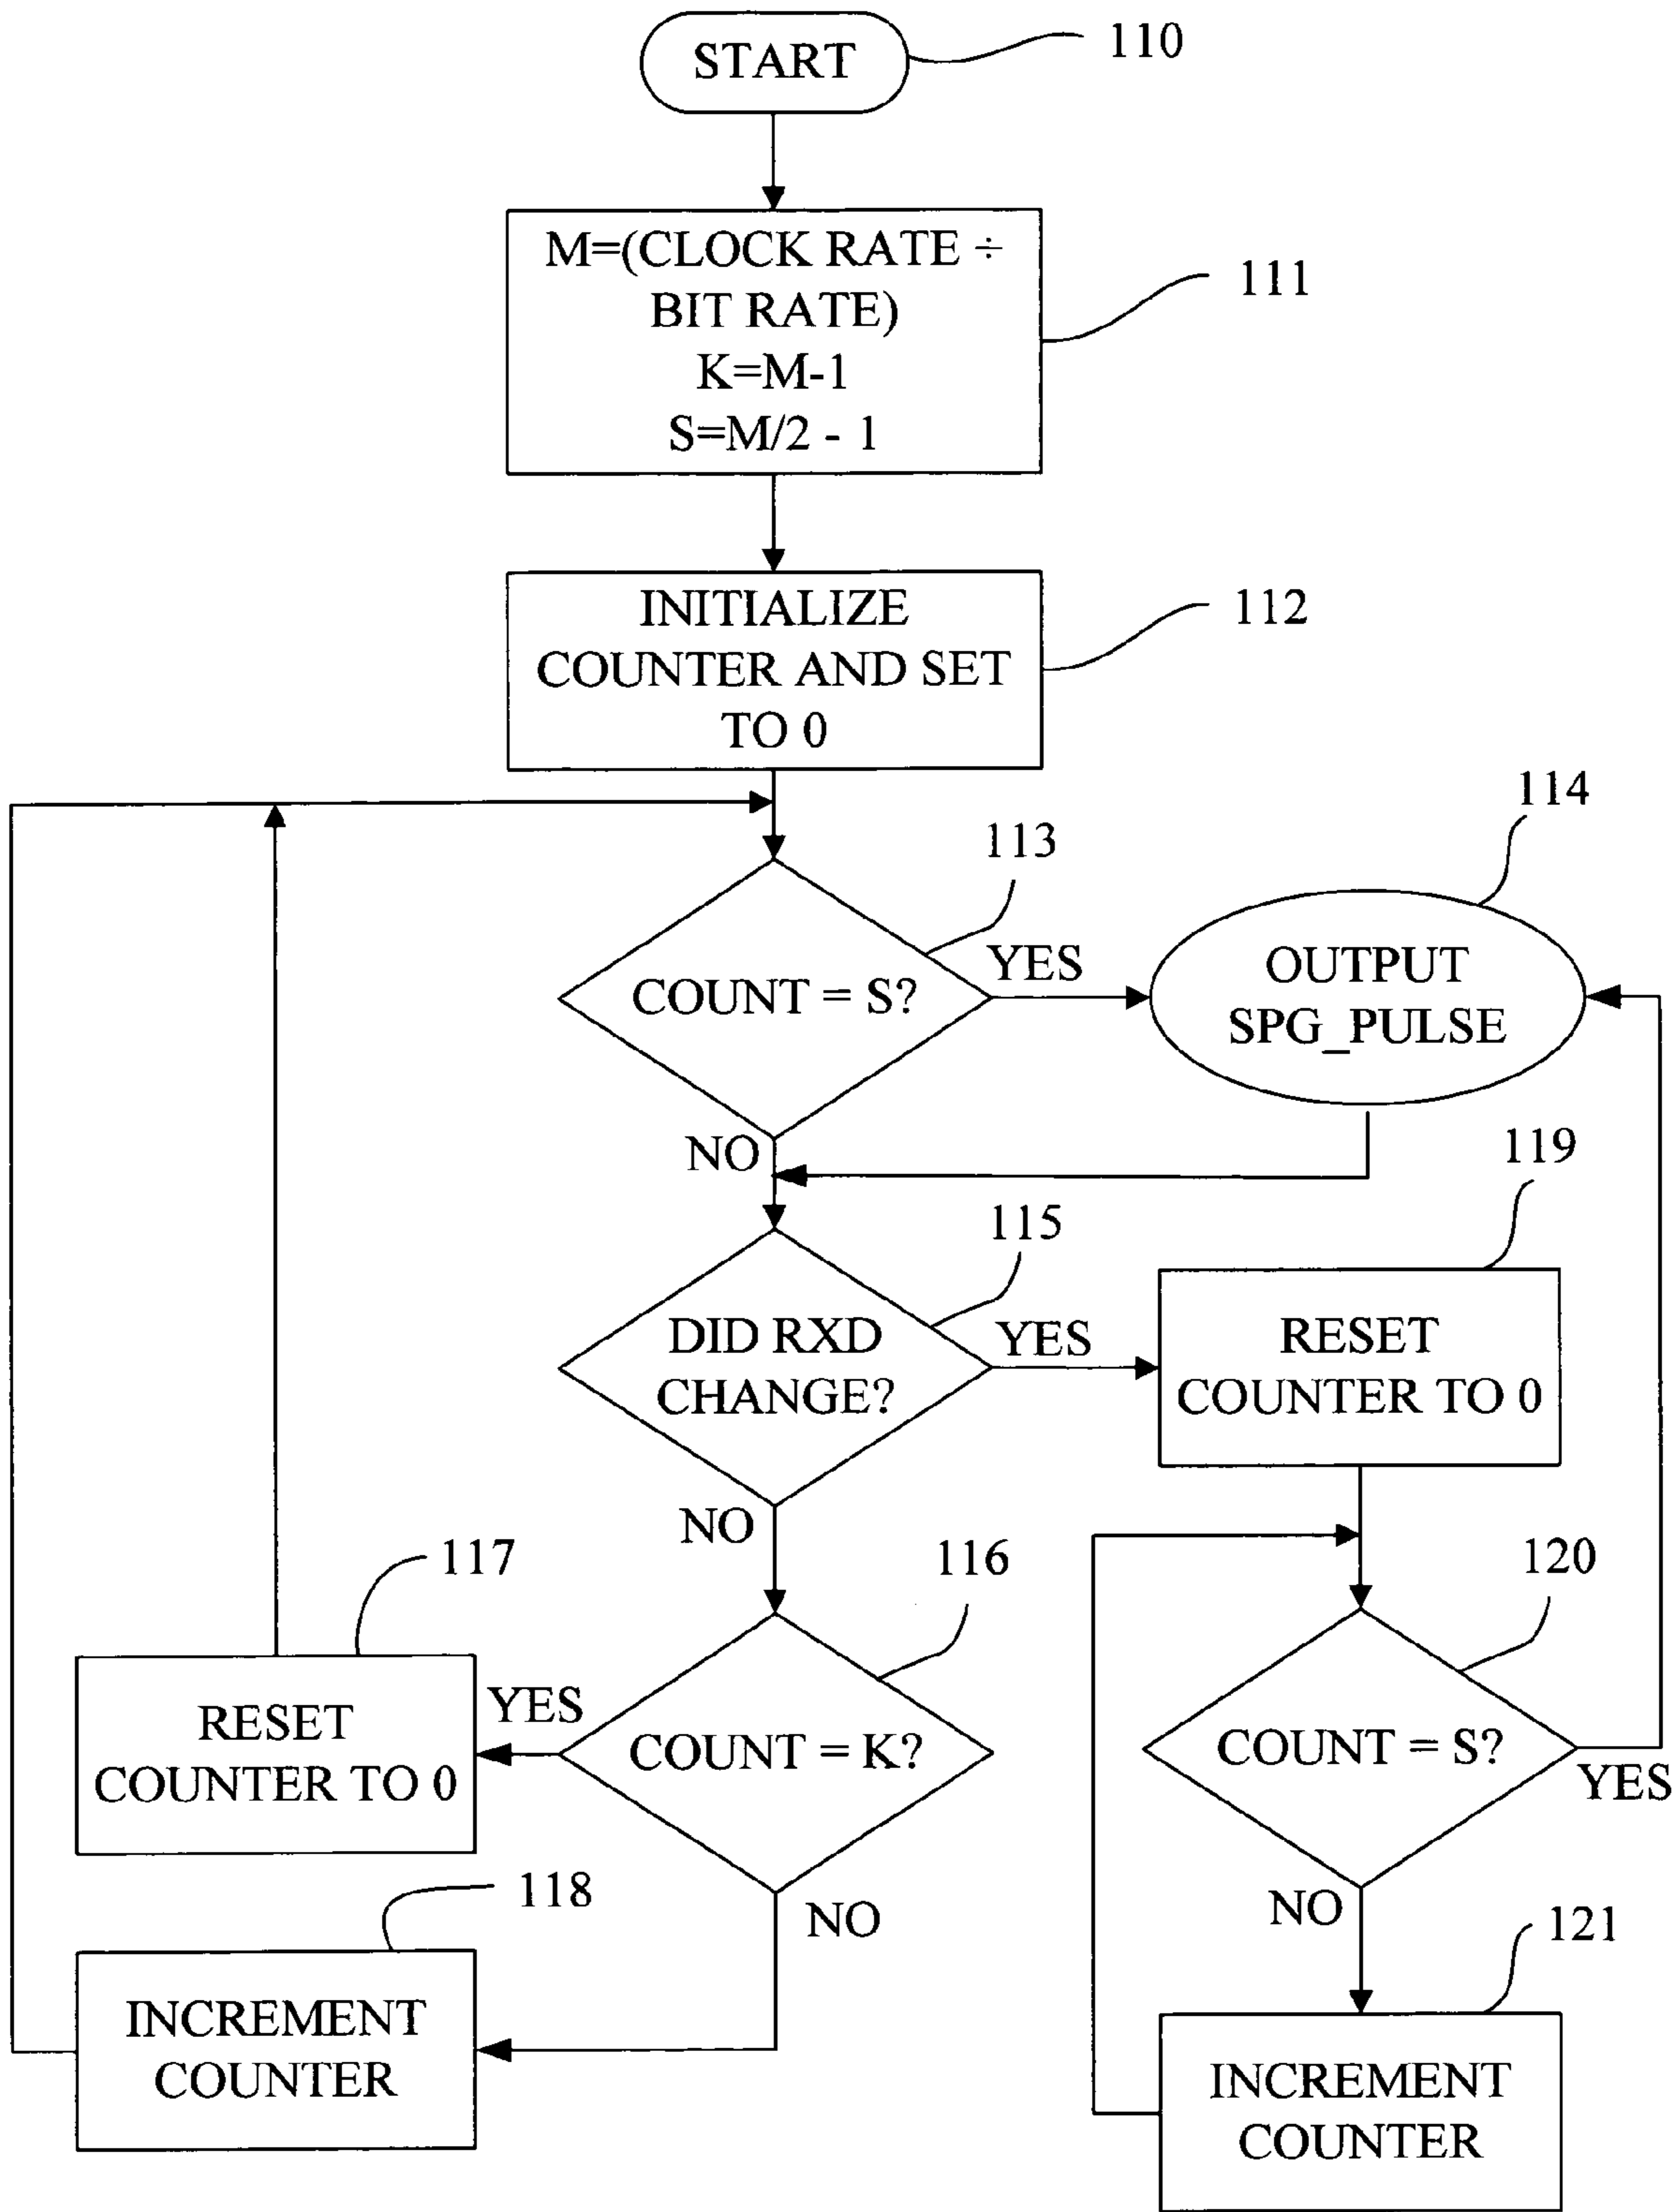 START
110
M=(CLOCK RATE ÷
BIT RATE)
K=M-1
S=M/2 - 1
111
INITIALIZE
COUNTER AND SET
TO 0
112
113
COUNT = S?
YES
NO
114
OUTPUT
SPG_PULSE
115
DID RXD
CHANGE?
YES
NO
119
RESET
COUNTER TO 0
116
COUNT = K?
YES
NO
117
RESET
COUNTER TO 0
118
INCREMENT
COUNTER
120
COUNT = S?
YES
NO
121
INCREMENT
COUNTER